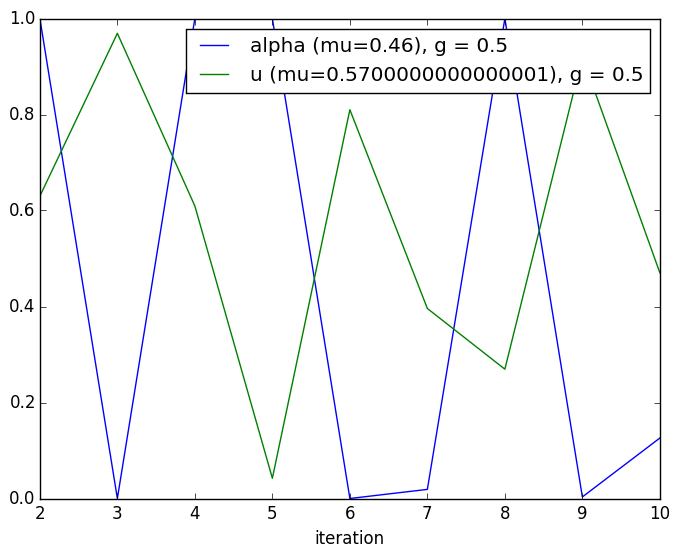 1.0
alpha (mu=0.46), g = 0.5
u (mu=0.5700000000000001), g = 0.5
0.8
0.6
0.4
0.2
0.0
2 3 4 5 6 7 8 9 10
iteration